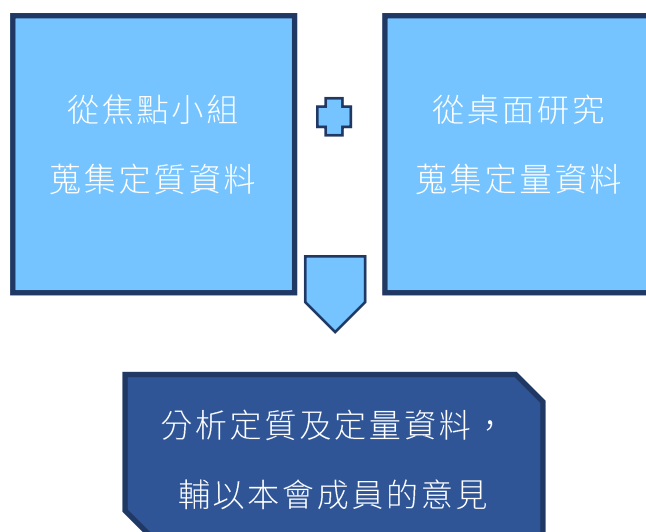 從焦點小組
蒐集定質資料
從桌面研究
蒐集定量資料
分析定質及定量資料，
輔以本會成員的意見